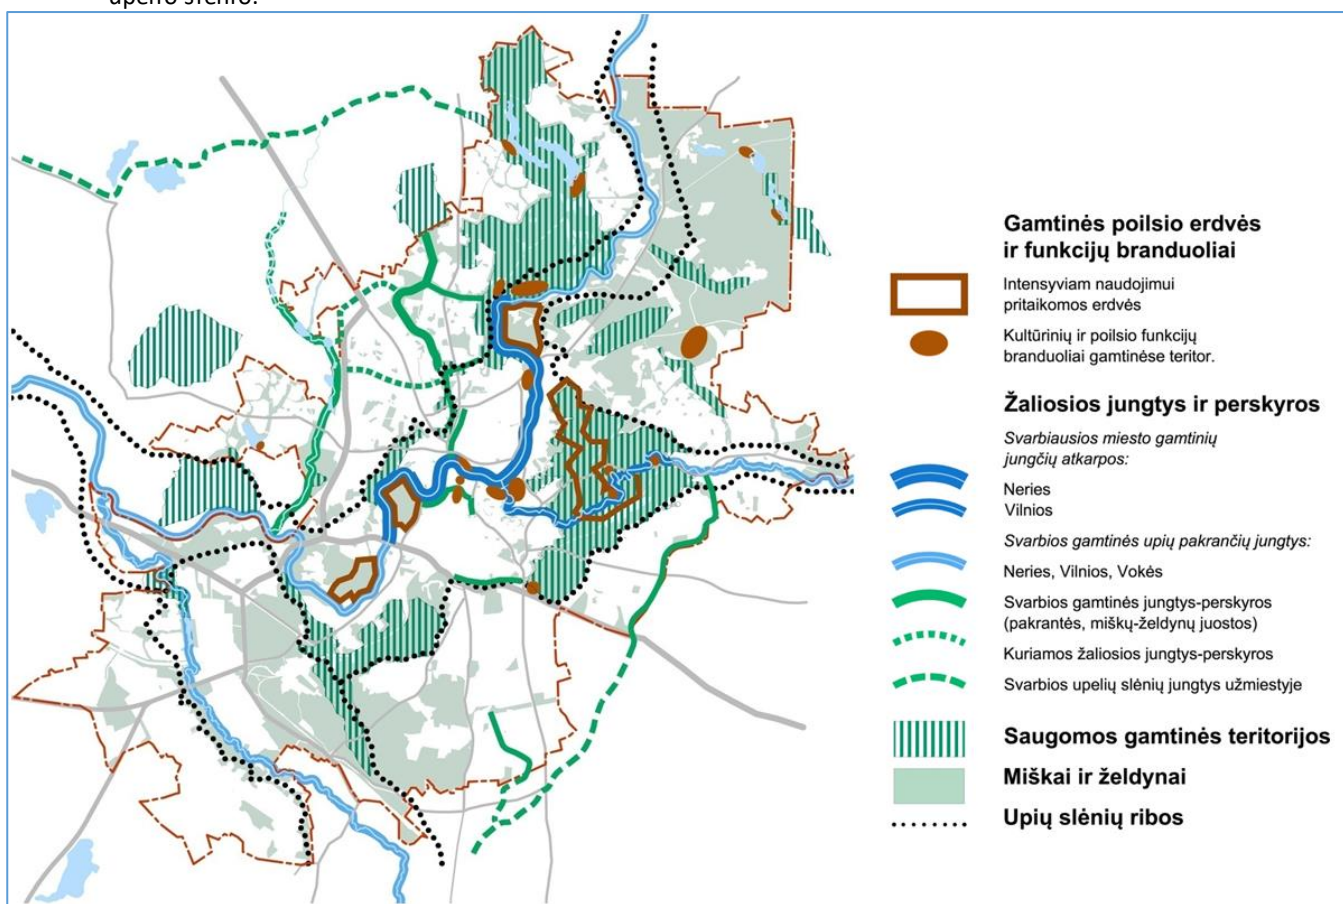 Gamtinės poilsio erdvės
ir funkcijų branduoliai
Intensyviam naudojimui
pritaikomos erdvės
Kultūrinių ir poilsio funkcijų
branduoliai gamtinėse teritor.
Žaliosios jungtys ir perskyros
Svarbiausios miesto gamtinių
jungčių atkarpos:
Neries
Vilnios
Svarbios gamtinės upių pakrančių jungtys:
Neries, Vilnios, Vokės
Svarbios gamtinės jungtys-perskyros
(pakrantės, miškų-želdynų juostos)
Kuriamos žaliosios jungtys-perskyros
Svarbios upelių slėnių jungtys užmiestyje
Saugomos gamtinės teritorijos
Miškai ir želdynai
Upių slėnių ribos